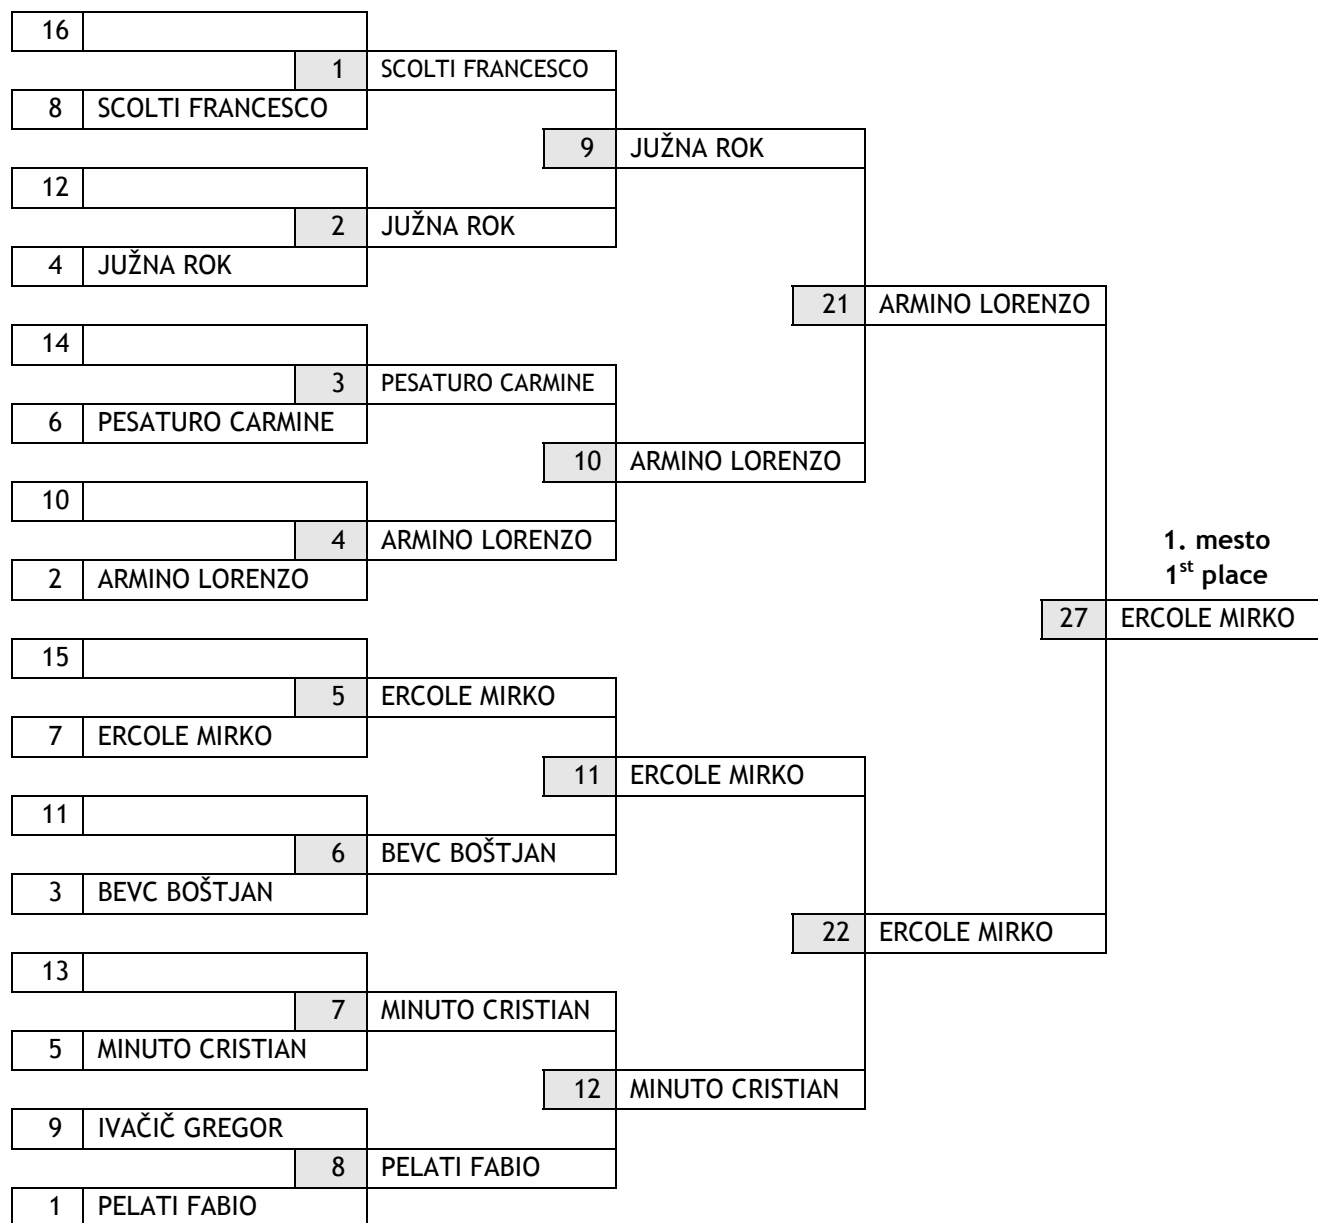 16
1 SCOLTI FRANCESCO
8 SCOLTI FRANCESCO
9 JUŽNA ROK
12
2 JUŽNA ROK
4 JUŽNA ROK
21 ARMINO LORENZO
14
3 PESATURO CARMINE
6 PESATURO CARMINE
10 ARMINO LORENZO
10
4 ARMINO LORENZO
1. mesto
2 ARMINO LORENZO
1st place
27 ERCOLE MIRKO
15
5 ERCOLE MIRKO
7 ERCOLE MIRKO
11 ERCOLE MIRKO
11
6 BEVC BOŠTJAN
3 BEVC BOŠTJAN
22 ERCOLE MIRKO
13
7 MINUTO CRISTIAN
5 MINUTO CRISTIAN
12 MINUTO CRISTIAN
9 IVAČIČ GREGOR
8 PELATI FABIO
1 PELATI FABIO